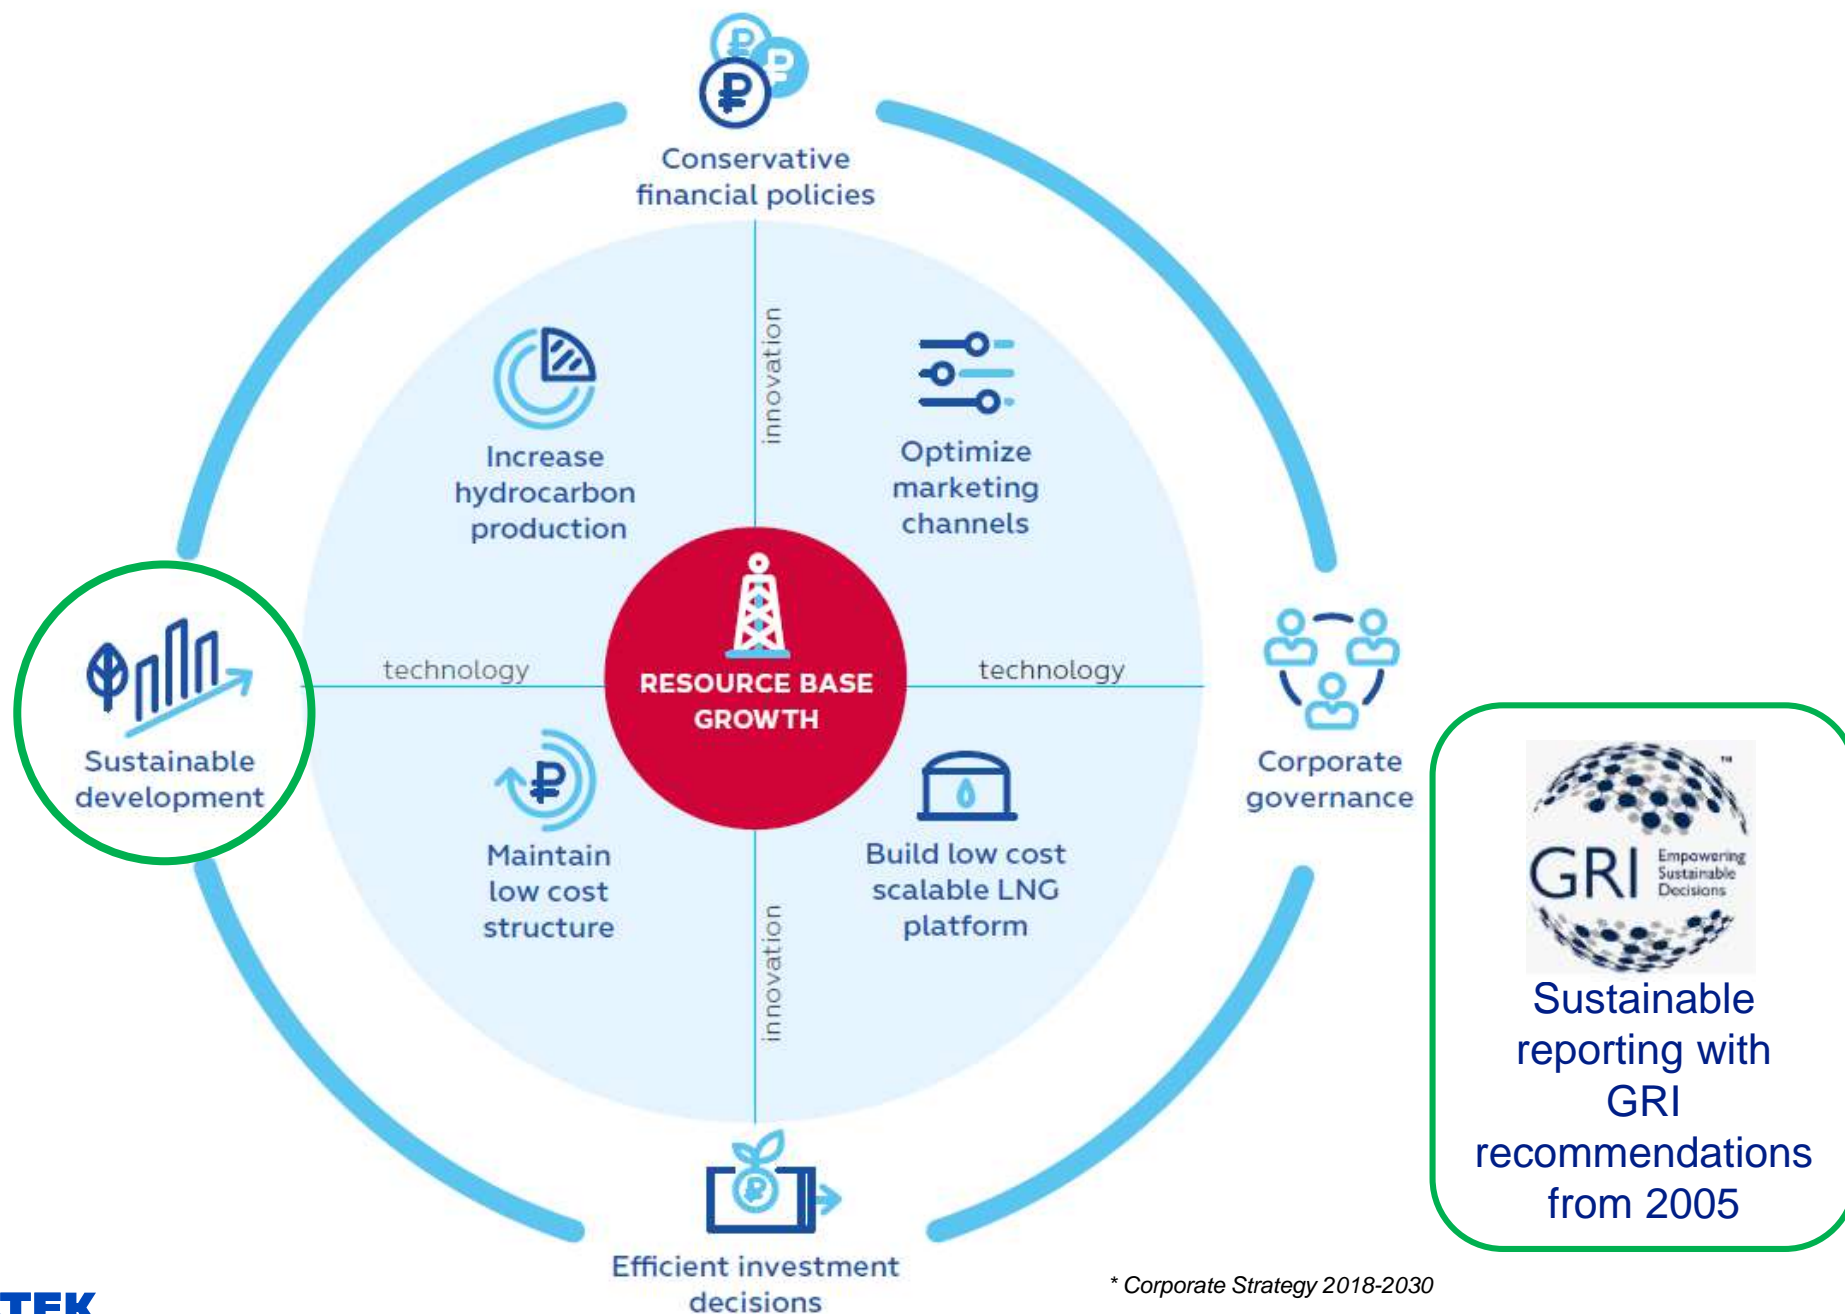 Conservative
financial policies
innovation
Increase
hydrocarbon
production
Optimize
marketing
channels
technology
RESOURCE BASE
GROWTH
technology
Sustainable
development
Corporate
governance
Maintain
low cost
structure
Build low cost
scalable LNG
platform
innovation
Efficient investment
decisions
GRI
Empowering
Sustainable
Decisions
TM
Sustainable
reporting with
GRI
recommendations
from 2005
* Corporate Strategy 2018-2030